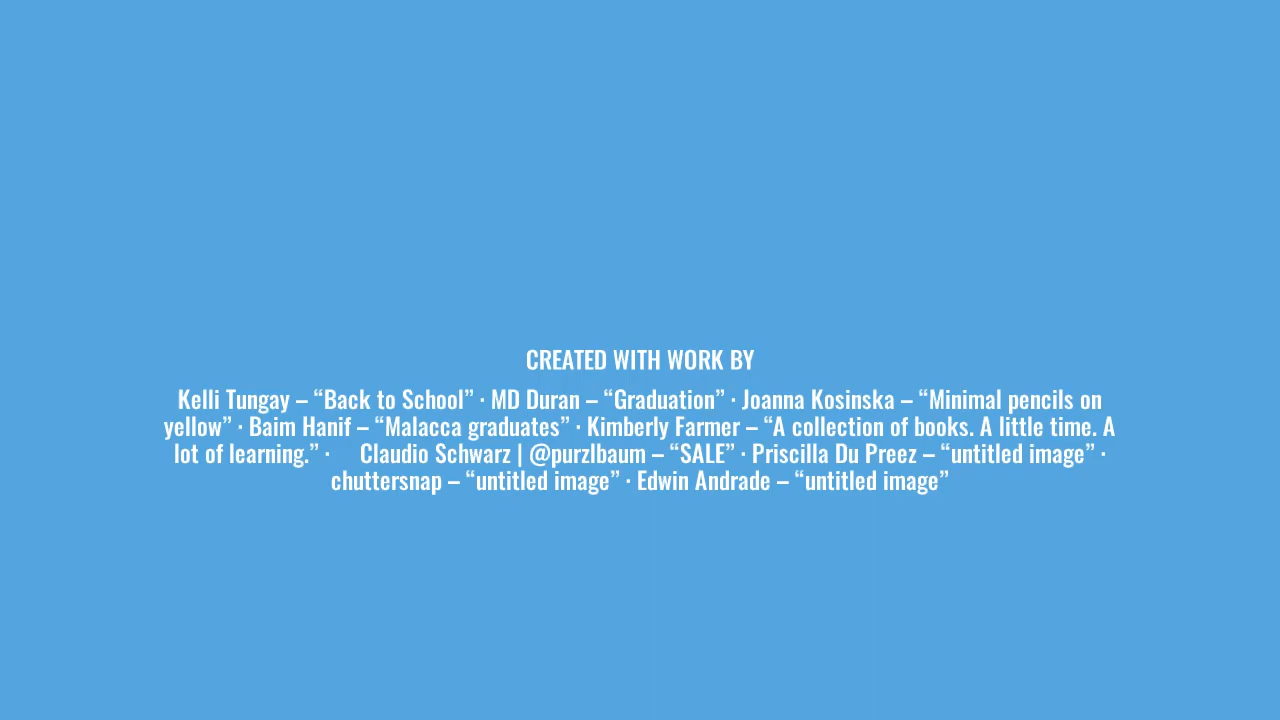 CREATED WITH WORK BY
Kelli Tungay – “Back to School” · MD Duran – “Graduation” · Joanna Kosinska – “Minimal pencils on
yellow” · Baim Hanif – “Malacca graduates” · Kimberly Farmer – “A collection of books. A little time. A
lot of learning.” · Claudio Schwarz | @purzlbaum – “SALE” · Priscilla Du Preez – “untitled image” ·
chuttersnap – “untitled image” · Edwin Andrade – “untitled image”